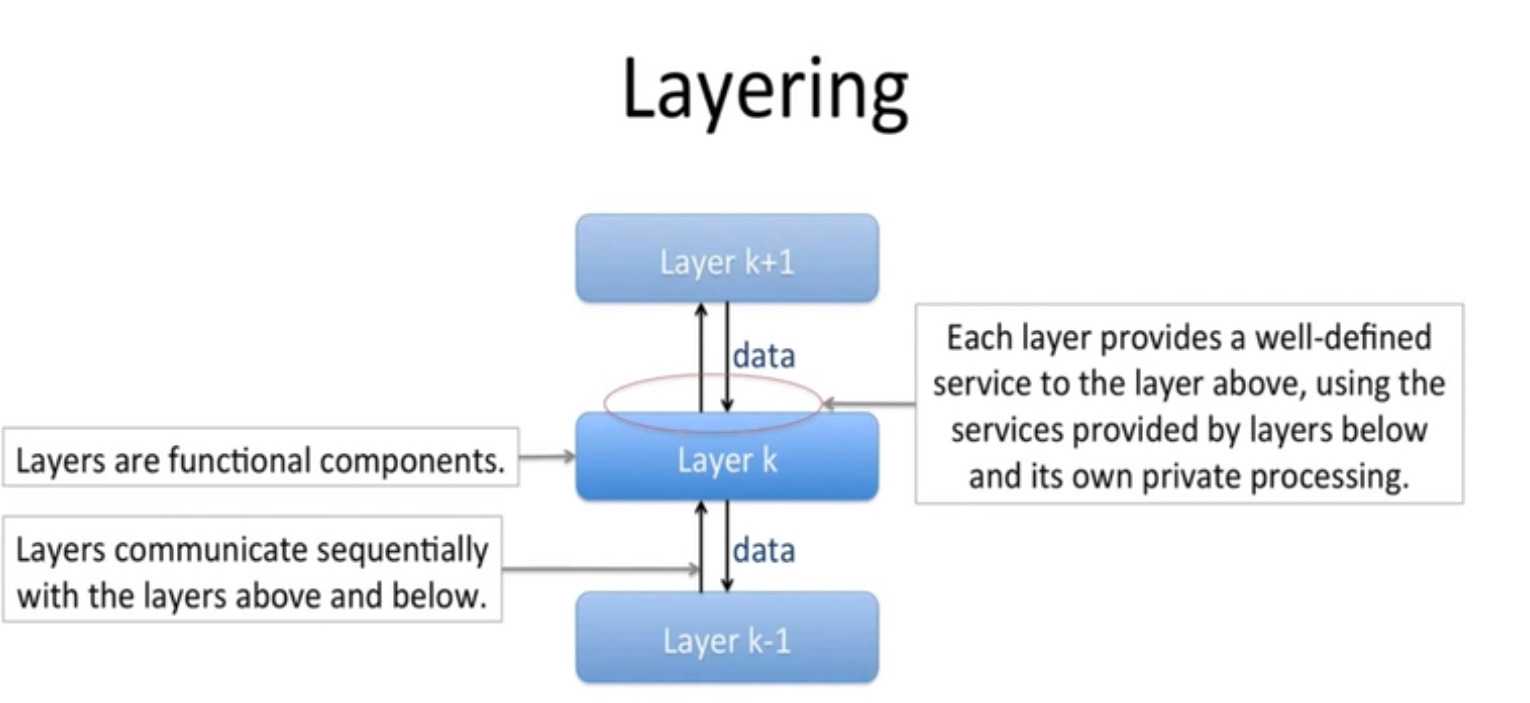 Layering
Layer k+1
data
Each layer provides a well-defined
service to the layer above, using the
services provided by layers below
and its own private processing.
Layers are functional components.
Layer k
Layers communicate sequentially
with the layers above and below.
data
Layer k-1